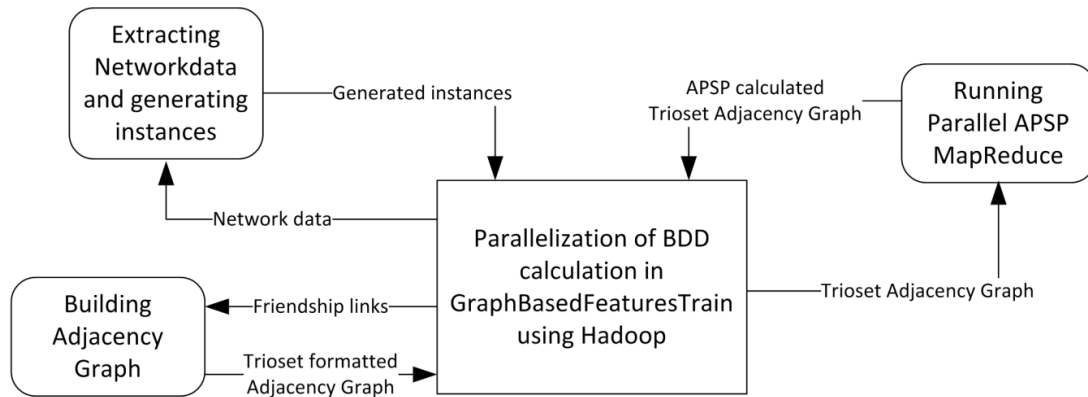 Extracting
Networkdata
and generating
instances
Generated instances
APSP calculated
Trioset Adjacency Graph
Running
Parallel APSP
MapReduce
Network data
Parallelization of BDD
calculation in
GraphBasedFeaturesTrain
using Hadoop
Trioset Adjacency Graph
Building
Adjacency
Graph
Friendship links
Trioset formatted
Adjacency Graph